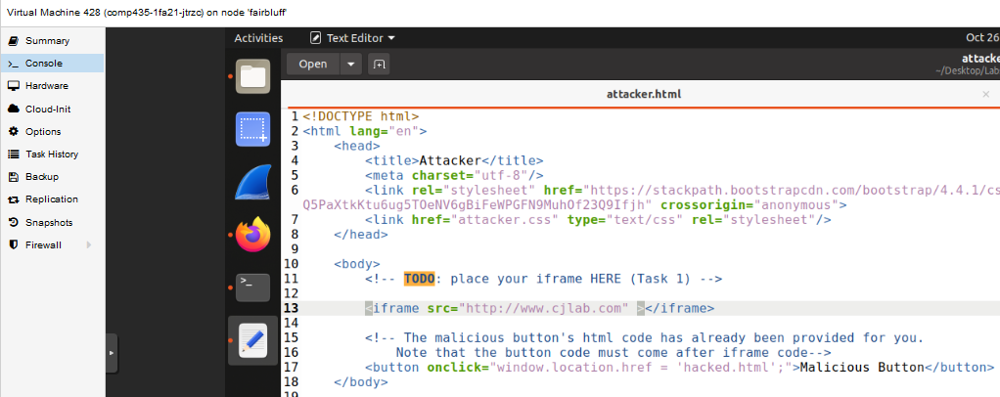 Virtual Machine 428 (comp435-1fa21-jtrzc) on node 'fairbluff'
Summary
Console
Hardware
Cloud-Init
Options
Task History
Backup
Replication
Snapshots
Firewall
Activities Text Editor Oct 26
Open attacke
~/Desktop/Lab
attacker.html
1 <!DOCTYPE html>
2 <html lang="en">
3 <head>
4 <title>Attacker</title>
5 <meta charset="utf-8"/>
6 <link rel="stylesheet" href="https://stackpath.bootstrapcdn.com/bootstrap/4.4.1/cs
Q5PaXtkKtu6ug5TOeNV6gBiFeWPGFN9MuhOf23Q9Ifjh" crossorigin="anonymous">
7 <link href="attacker.css" type="text/css" rel="stylesheet"/>
8 </head>
9
10 <body>
11 <!-- TODO: place your iframe HERE (Task 1) -->
12
13 <iframe src="http://www.cjlab.com" ></iframe>
14
15 <!-- The malicious button's html code has already been provided for you.
16 Note that the button code must come after iframe code-->
17 <button onclick="window.location.href = 'hacked.html';">Malicious Button</button>
18 </body>
19